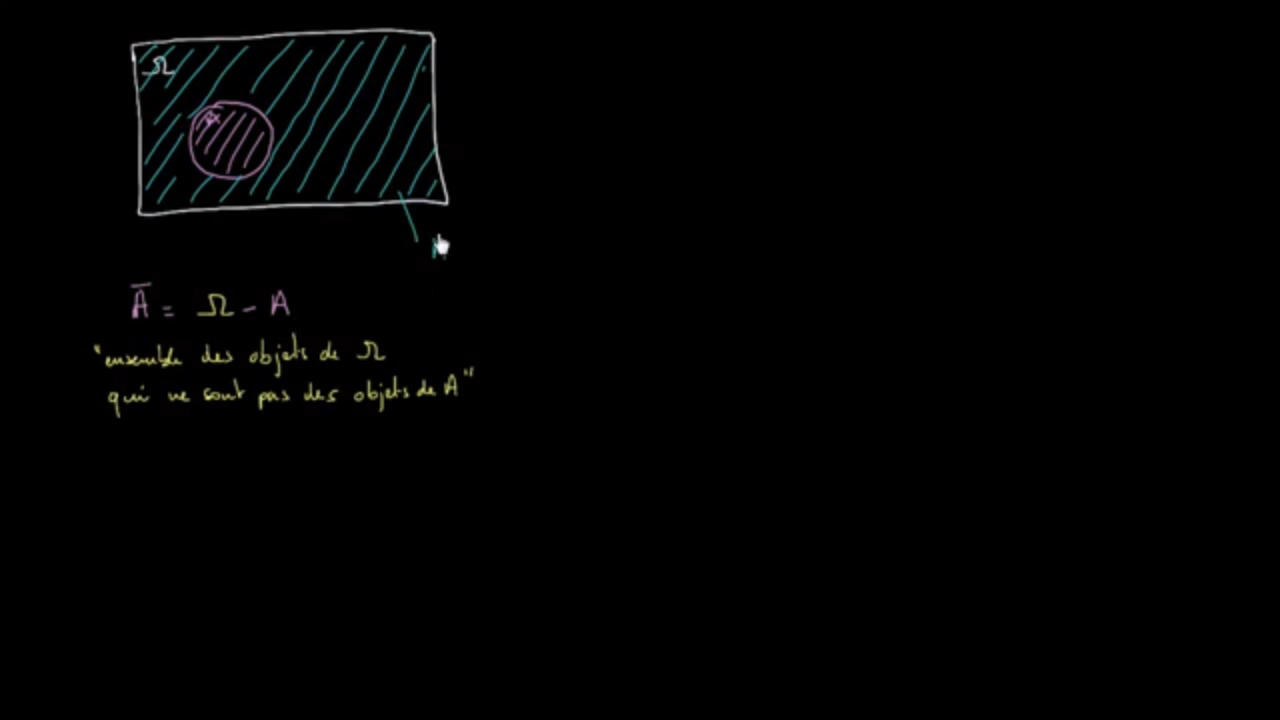 Ω
A
A̅ = Ω - A
"ensemble des objets de Ω
qui ne sont pas des objets de A"